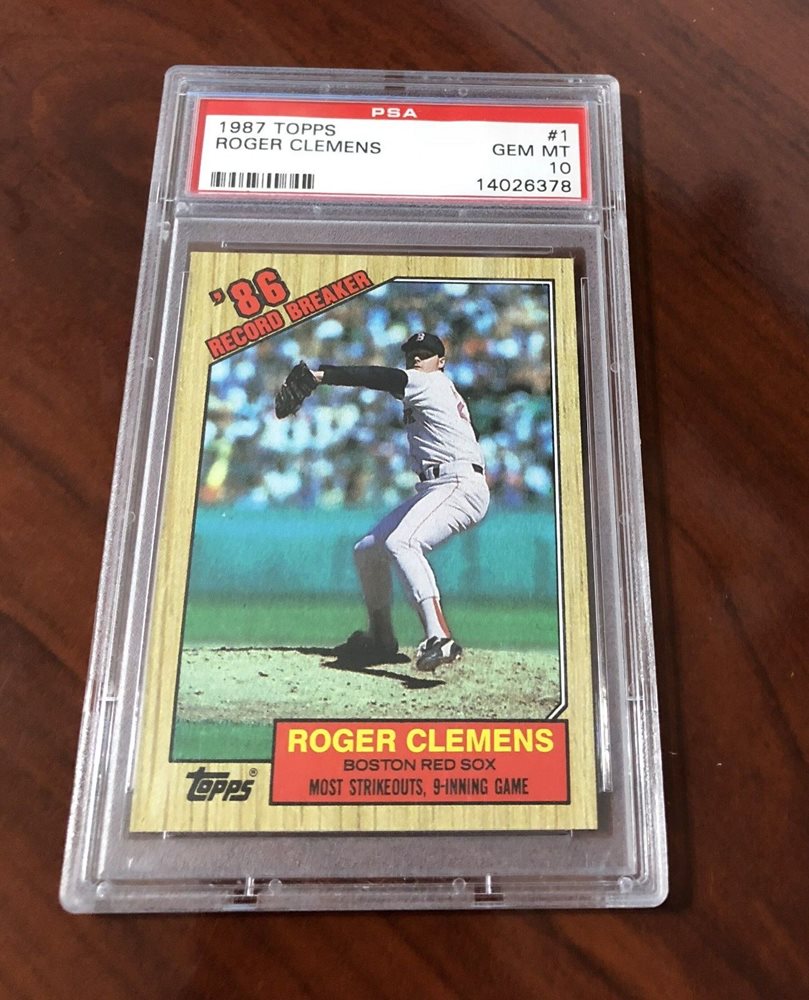 PSA
1987 TOPPS #1
ROGER CLEMENS GEM MT
10
14026378
'86
RECORD BREAKER
B
ROGER CLEMENS
BOSTON RED SOX
MOST STRIKEOUTS, 9-INNING GAME
Topps®